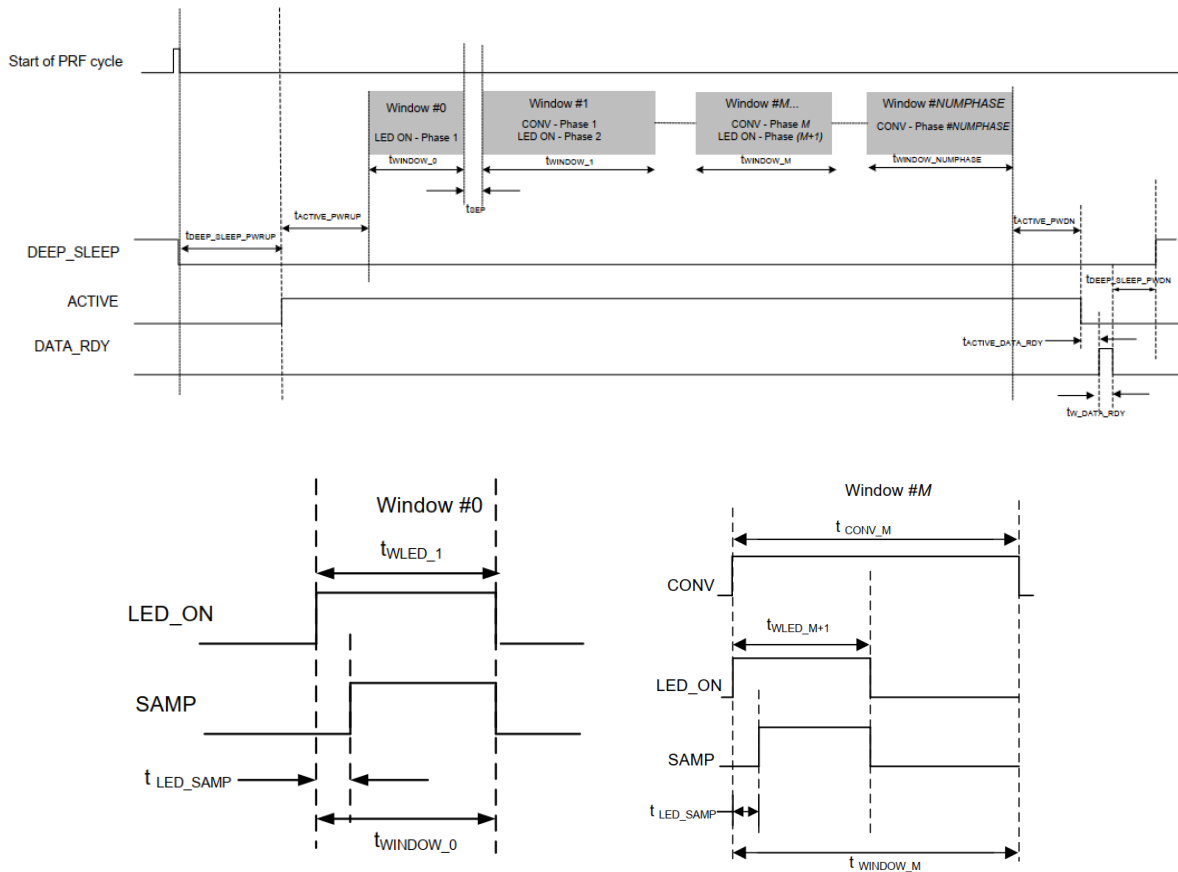 Start of PRF cycle
Window #0
LED ON - Phase 1
tWINDOW_0
Window #1
CONV - Phase 1
LED ON - Phase 2
tWINDOW_1
Window #M...
CONV - Phase M
LED ON - Phase (M+1)
tWINDOW_M
Window #NUMPHASE
CONV - Phase #NUMPHASE
tWINDOW_NUMPHASE
tSEP
tACTIVE_PWRUP
tACTIVE_PWDN
tDEEP_SLEEP_PWRUP
DEEP_SLEEP
tDEEP_SLEEP_PWDN
ACTIVE
tACTIVE_DATA_RDY
DATA_RDY
tW_DATA_RDY
Window #0
tWLED_1
LED_ON
SAMP
t LED_SAMP
tWINDOW_0
Window #M
t CONV_M
CONV
tWLED_M+1
LED_ON
SAMP
t LED_SAMP
t WINDOW_M